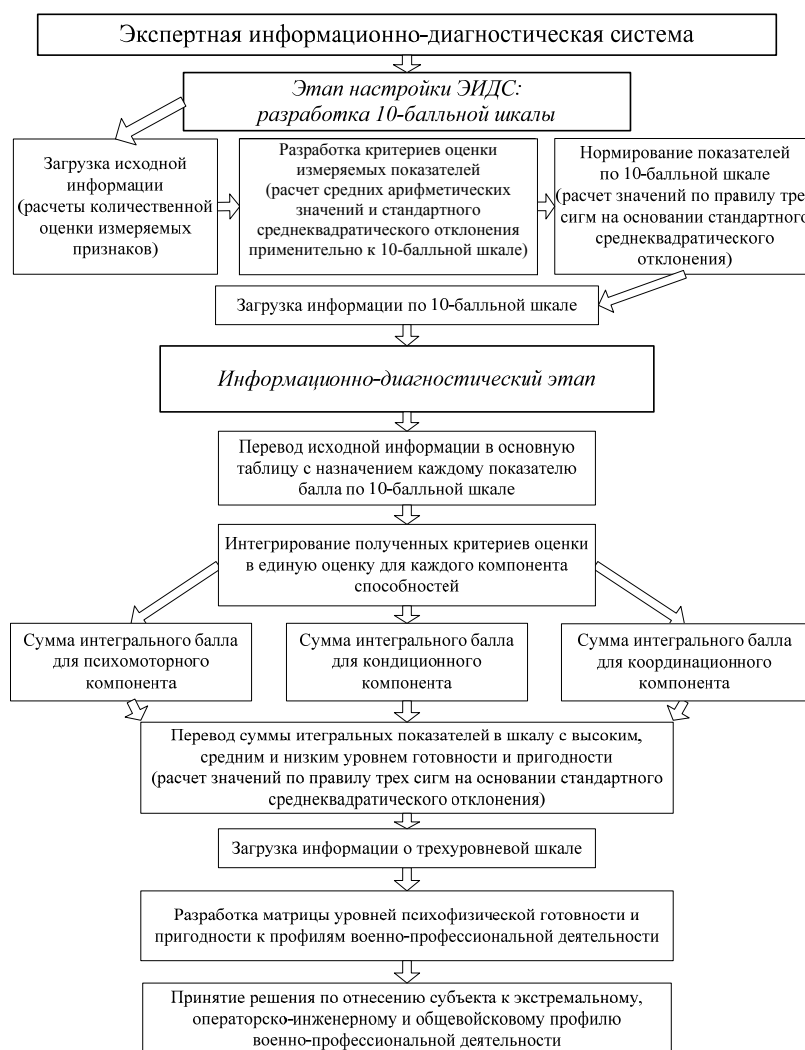 Экспертная информационно-диагностическая система
Этап настройки ЭИДС:
разработка 10-балльной шкалы
Загрузка исходной
информации
(расчеты количественной
оценки измеряемых
признаков)
Разработка критериев оценки
измеряемых показателей
(расчет средних арифметических
значений и стандартного
среднеквадратического отклонения
применительно к 10-балльной шкале)
Нормирование показателей
по 10-балльной шкале
(расчет значений по правилу трех
сигм на основании стандартного
среднеквадратического
отклонения)
Загрузка информации по 10-балльной шкале
Информационно-диагностический этап
Перевод исходной информации в основную
таблицу с назначением каждому показателю
балла по 10-балльной шкале
Интегрирование полученных критериев оценки
в единую оценку для каждого компонента
способностей
Сумма интегрального балла
для психомоторного
компонента
Сумма интегрального балла
для кондиционного
компонента
Сумма интегрального балла
для координационного
компонента
Перевод суммы итегральных показателей в шкалу с высоким,
средним и низким уровнем готовности и пригодности
(расчет значений по правилу трех сигм на основании стандартного
среднеквадратического отклонения)
Загрузка информации о трехуровневой шкале
Разработка матрицы уровней психофизической готовности и
пригодности к профилям военно-профессиональной деятельности
Принятие решения по отнесению субъекта к экстремальному,
операторско-инженерному и общевойсковому профилю
военно-профессиональной деятельности